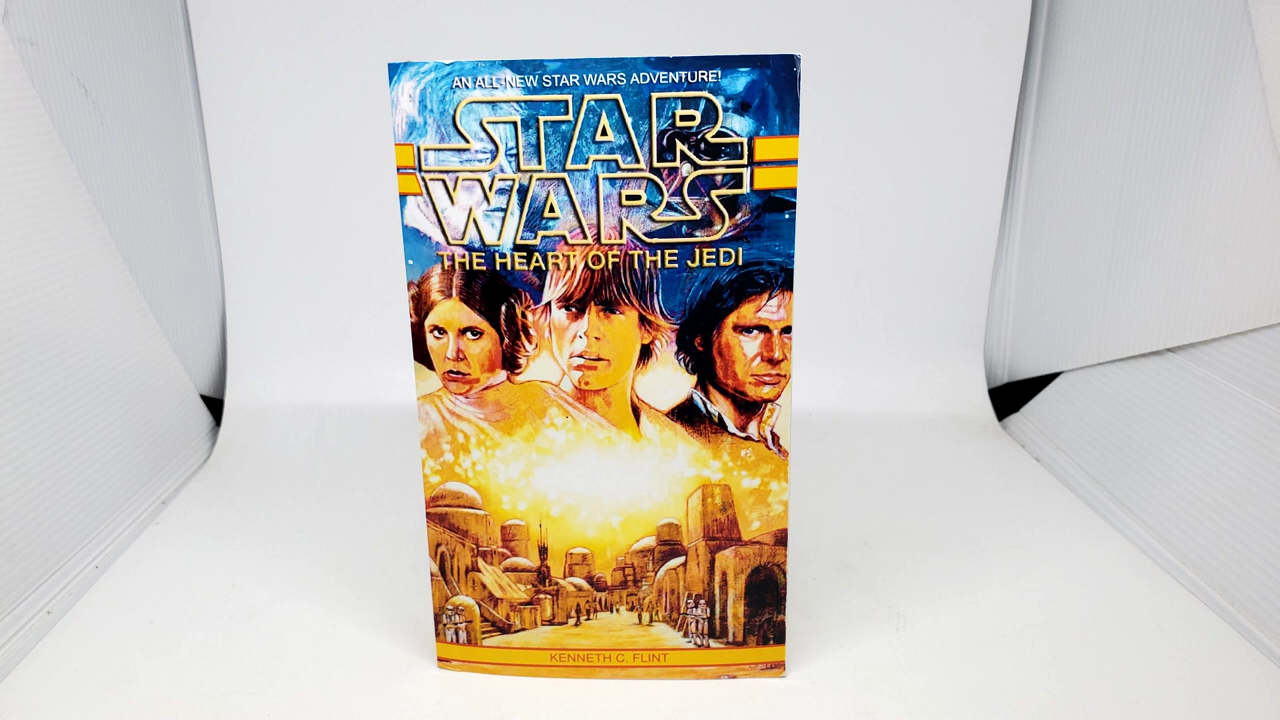 AN ALL-NEW STAR WARS ADVENTURE!
STAR
WARS
THE HEART OF THE JEDI
KENNETH C. FLINT